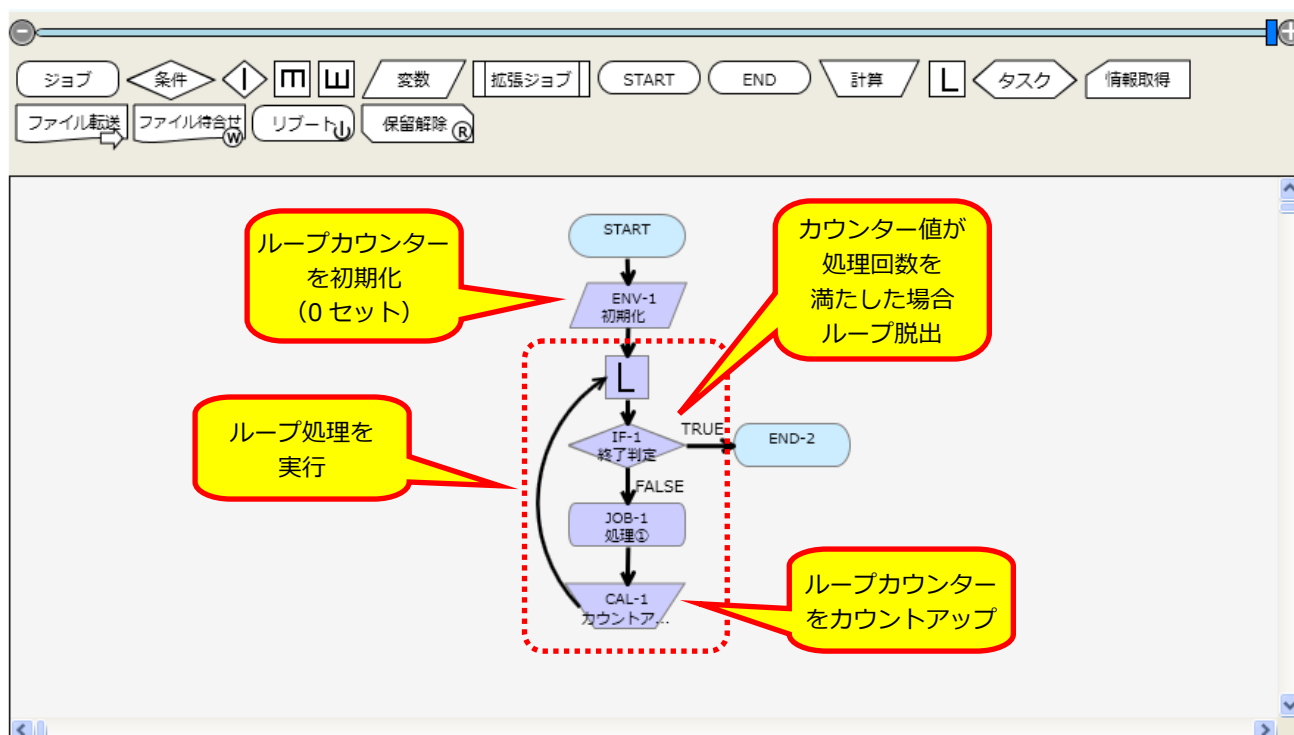 ジョブ
条件
I
m
ш
変数
拡張ジョブ
START
END
計算
L
タスク
情報取得
ファイル転送
ファイル待合せ
W
リブート
保留解除
R
START
ループカウンター
を初期化
（0 セット）
カウンター値が
処理回数を
満たした場合
ループ脱出
ENV-1
初期化
L
ループ処理を
実行
IF-1
終了判定
TRUE
END-2
FALSE
JOB-1
処理①
CAL-1
カウントア...
ループカウンター
をカウントアップ